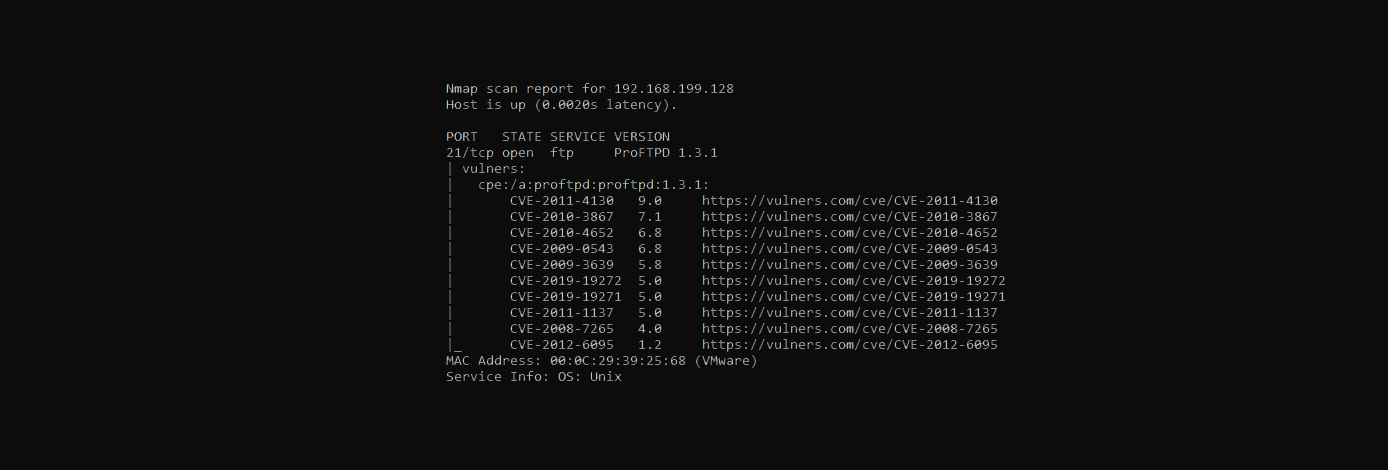 Nmap scan report for 192.168.199.128
Host is up (0.0020s latency).

PORT   STATE SERVICE VERSION
21/tcp open  ftp     ProFTPD 1.3.1
| vulners:
|   cpe:/a:proftpd:proftpd:1.3.1:
|       CVE-2011-4130   9.0     https://vulners.com/cve/CVE-2011-4130
|       CVE-2010-3867   7.1     https://vulners.com/cve/CVE-2010-3867
|       CVE-2010-4652   6.8     https://vulners.com/cve/CVE-2010-4652
|       CVE-2009-0543   6.8     https://vulners.com/cve/CVE-2009-0543
|       CVE-2009-3639   5.8     https://vulners.com/cve/CVE-2009-3639
|       CVE-2019-19272  5.0     https://vulners.com/cve/CVE-2019-19272
|       CVE-2019-19271  5.0     https://vulners.com/cve/CVE-2019-19271
|       CVE-2011-1137   5.0     https://vulners.com/cve/CVE-2011-1137
|       CVE-2008-7265   4.0     https://vulners.com/cve/CVE-2008-7265
|_      CVE-2012-6095   1.2     https://vulners.com/cve/CVE-2012-6095
MAC Address: 00:0C:29:39:25:68 (VMware)
Service Info: OS: Unix